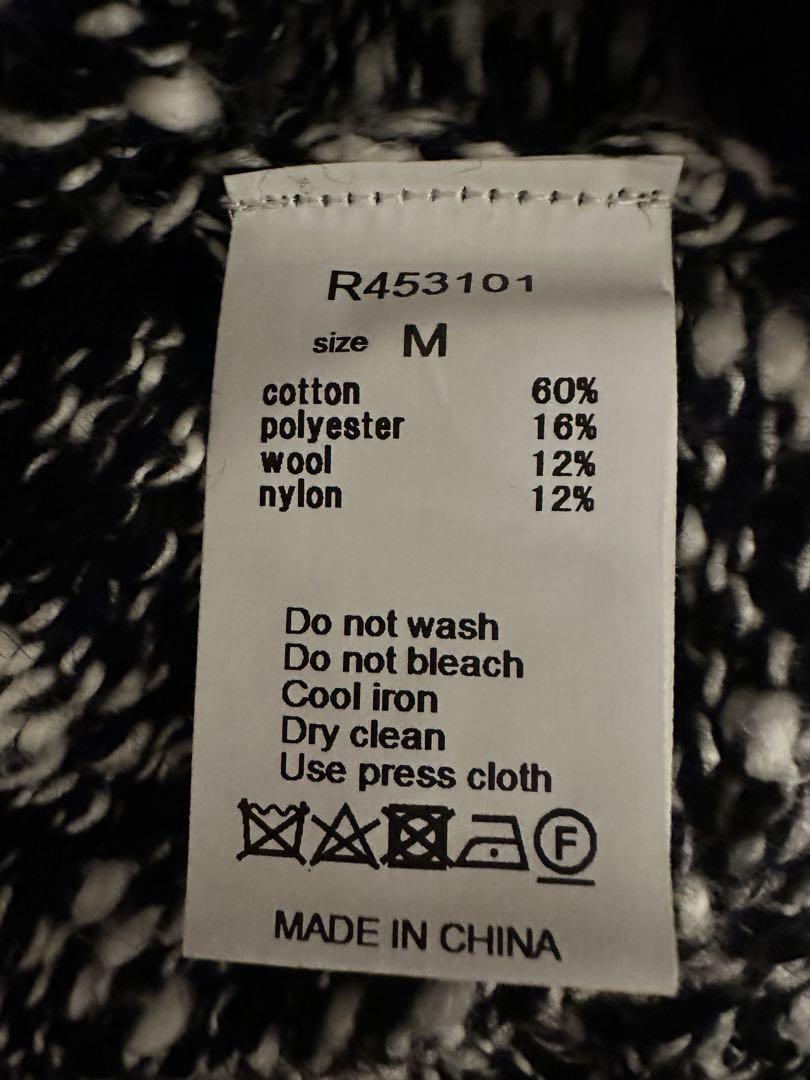 R453101
size M
cotton 60%
polyester 16%
wool 12%
nylon 12%
Do not wash
Do not bleach
Cool iron
Dry clean
Use press cloth
F
MADE IN CHINA